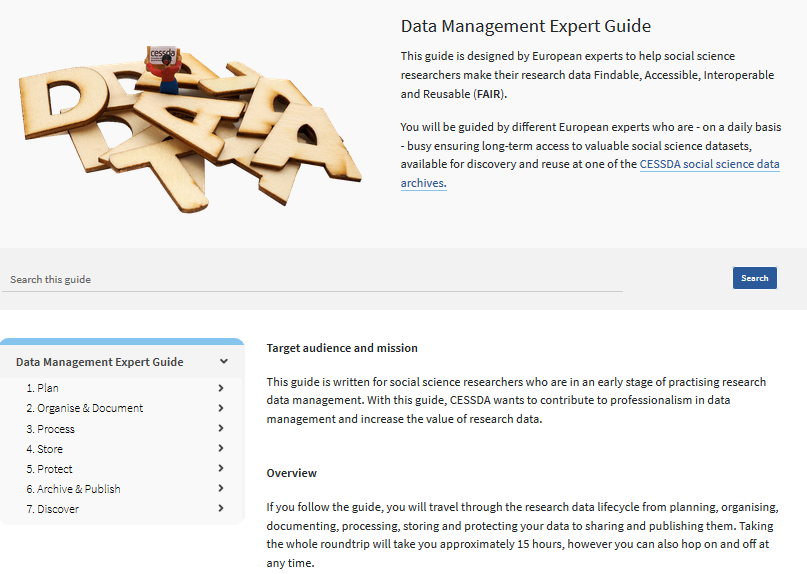 Data Management Expert Guide
This guide is designed by European experts to help social science
researchers make their research data Findable, Accessible, Interoperable
and Reusable (FAIR).
You will be guided by different European experts who are - on a daily basis
- busy ensuring long-term access to valuable social science datasets,
available for discovery and reuse at one of the CESSDA social science data
archives.
cessda
DATA
DATA
Search this guide
Search
Data Management Expert Guide
1. Plan
2. Organise & Document
3. Process
4. Store
5. Protect
6. Archive & Publish
7. Discover
Target audience and mission
This guide is written for social science researchers who are in an early stage of practising research
data management. With this guide, CESSDA wants to contribute to professionalism in data
management and increase the value of research data.
Overview
If you follow the guide, you will travel through the research data lifecycle from planning, organising,
documenting, processing, storing and protecting your data to sharing and publishing them. Taking
the whole roundtrip will take you approximately 15 hours, however you can also hop on and off at
any time.